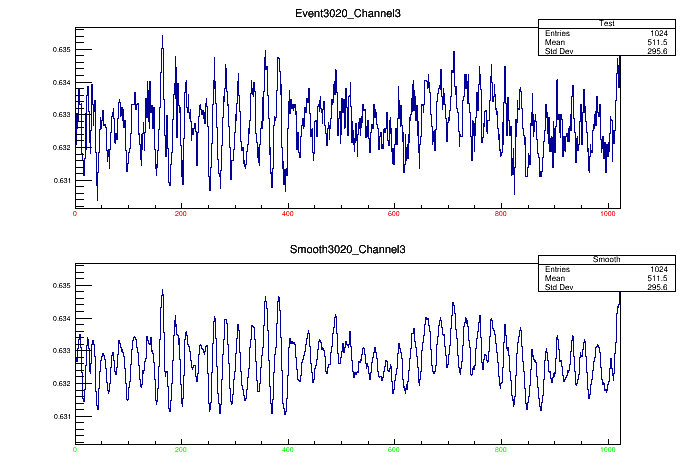 Event3020_Channel3
Test
Entries 1024
Mean 511.5
Std Dev 295.6
0.635
0.634
0.633
0.632
0.631
0 200 400 600 800 1000
Smooth3020_Channel3
Smooth
Entries 1024
Mean 511.5
Std Dev 295.6
0.635
0.634
0.633
0.632
0.631
0 200 400 600 800 1000